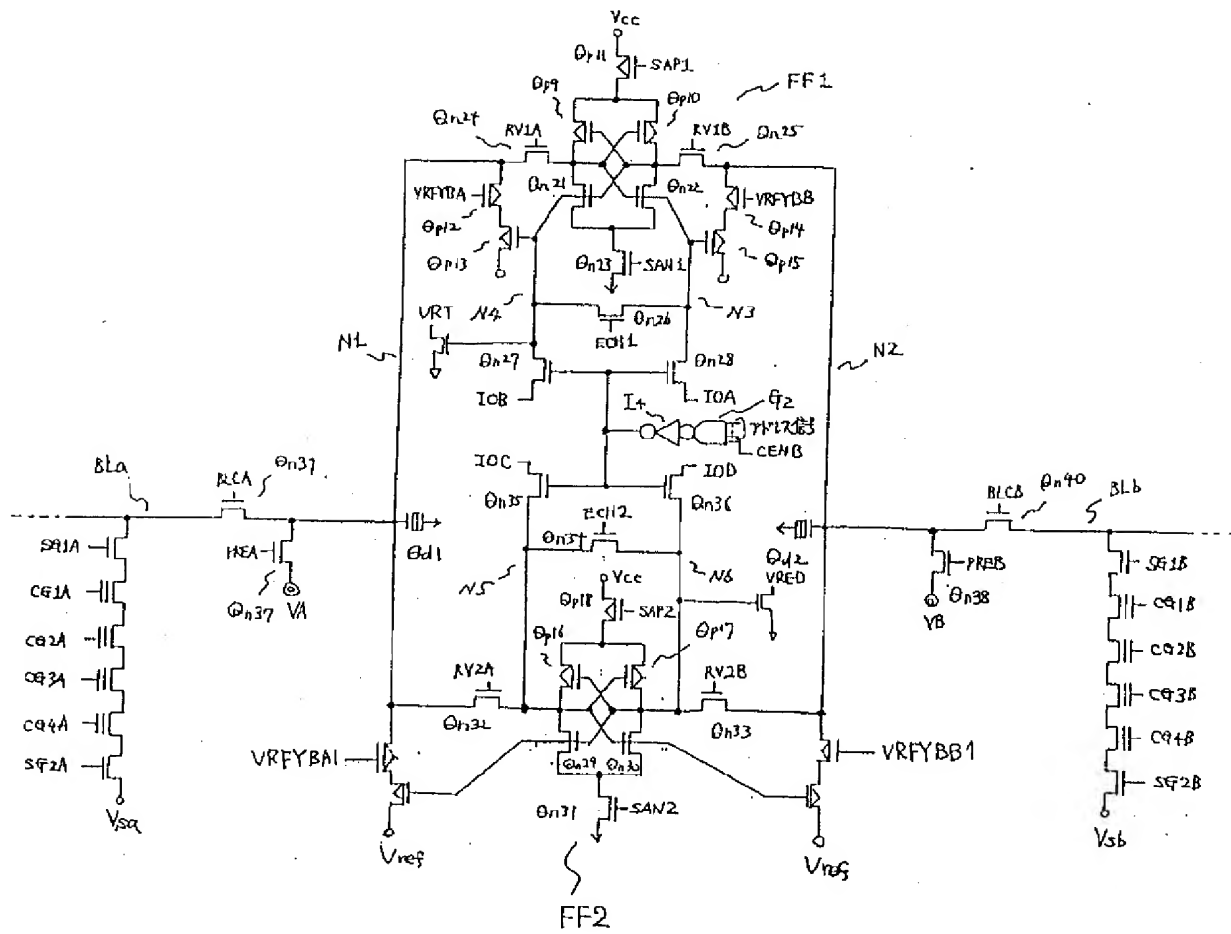 Vcc
Qp11
SAP1
Qp9
Qp10
FF1
Qn24
RV1A
RV1B
Qn25
VRFYBA
Qn21
Qn22
VRFYBB
Qp12
Qp14
Qp13
Qn23
SAN1
Qp15
N4
N3
VRT
Qn26
ECH1
N1
Qn27
Qn28
N2
IOB
IOA
I4
G2
CENB
BLa
BLCA
Qn37
IOC
IOD
BLCB
Qn40
BLb
Qn35
Qn36
ECH2
SG1A
PREA
Qd1
Qd2
PREB
SG1B
Qn38
CG1A
Qn37
VA
N5
Vcc
N6
VRED
VB
CG1B
Qp18
SAP2
CG2A
Qp16
Qp17
CG2B
CG3A
RV2A
RV2B
CG3B
CG4A
Qn32
Qn33
CG4B
VRFYBA1
Qn29
Qn30
VRFYBB1
SG2A
Qn31
SAN2
SG2B
Vsa
Vref
Vref
Vsb
FF2